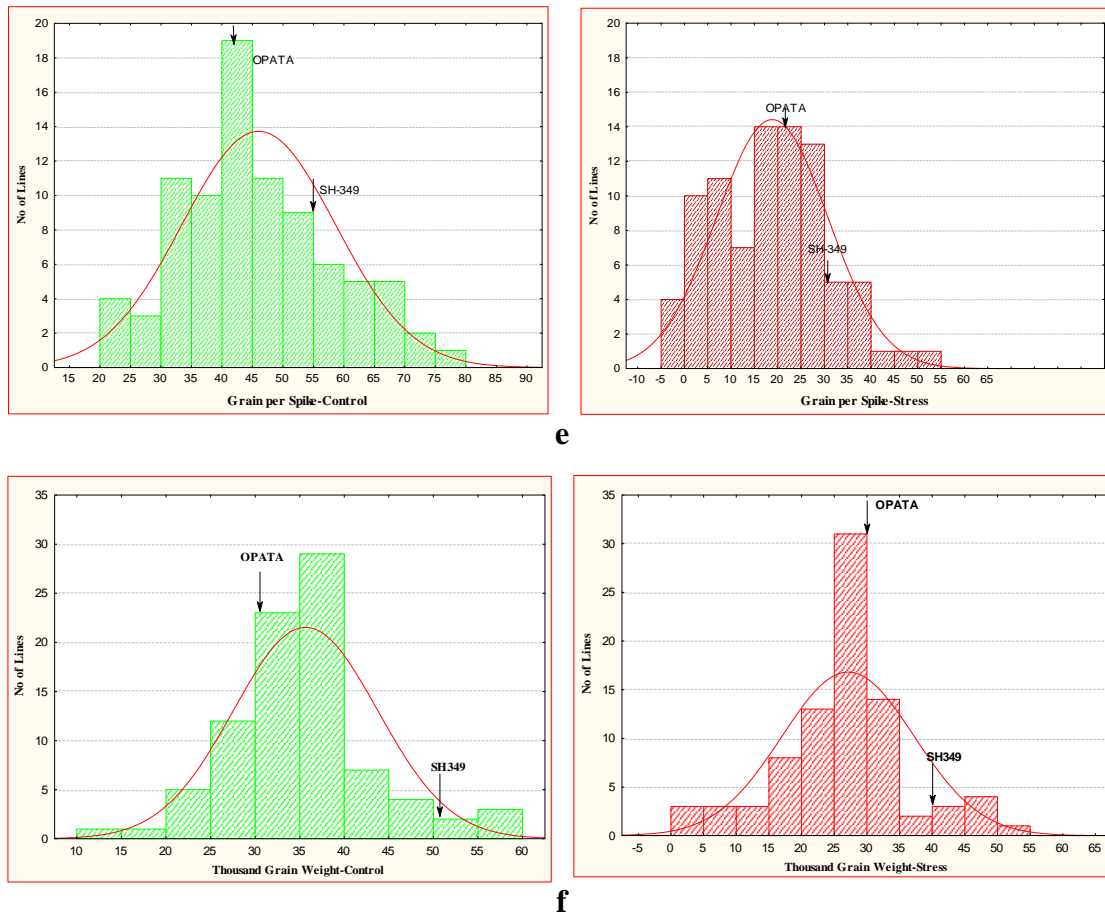 20
18
16
14
12
10
8
6
4
2
0
No of Lines
OPATA
SH-349
15 20 25 30 35 40 45 50 55 60 65 70 75 80 85 90
Grain per Spike-Control
20
18
16
14
12
10
8
6
4
2
0
No of Lines
OPATA
SH-349
-10 -5 0 5 10 15 20 25 30 35 40 45 50 55 60 65
Grain per Spike-Stress
e
35
30
25
20
15
10
5
0
No of Lines
OPATA
SH349
10 20 25 30 35 40 45 50 55 60
Thousand Grain Weight-Control
35
30
25
20
15
10
5
0
No of Lines
OPATA
SH349
-5 0 5 10 15 20 25 30 35 40 45 50 55 60 65
Thousand Grain Weight-Stress
f